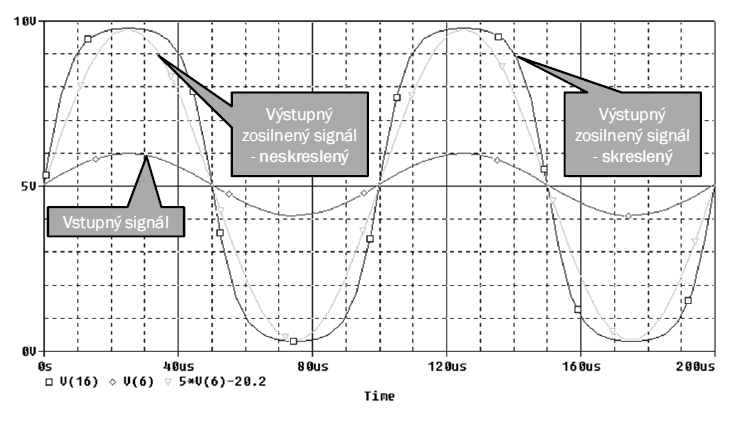 10V
Výstupný
zosilnený signál
- neskreslený
Výstupný
zosilnený signál
- skreslený
5V
Vstupný signál
0V
0s 40us 80us 120us 160us 200us
V(16) V(6) 5*V(6)-20.2
Time